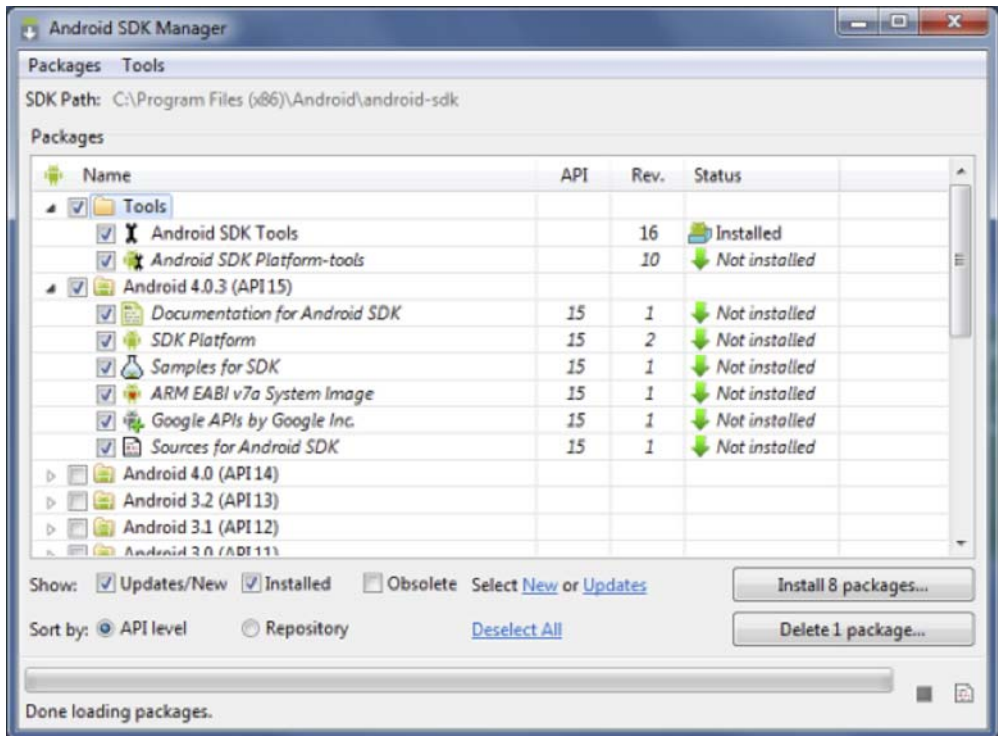 Android SDK Manager
Packages Tools
SDK Path: C:\Program Files (x86)\Android\android-sdk
Packages
Name API Rev. Status
Tools
Android SDK Tools 16 Installed
Android SDK Platform-tools 10 Not installed
Android 4.0.3 (API 15)
Documentation for Android SDK 15 1 Not installed
SDK Platform 15 2 Not installed
Samples for SDK 15 1 Not installed
ARM EABI v7a System Image 15 1 Not installed
Google APIs by Google Inc. 15 1 Not installed
Sources for Android SDK 15 1 Not installed
Android 4.0 (API 14)
Android 3.2 (API 13)
Android 3.1 (API 12)
Android 3.0 (API 11)
Show: Updates/New Installed Obsolete Select New or Updates Install 8 packages...
Sort by: API level Repository Deselect All Delete 1 package...
Done loading packages.